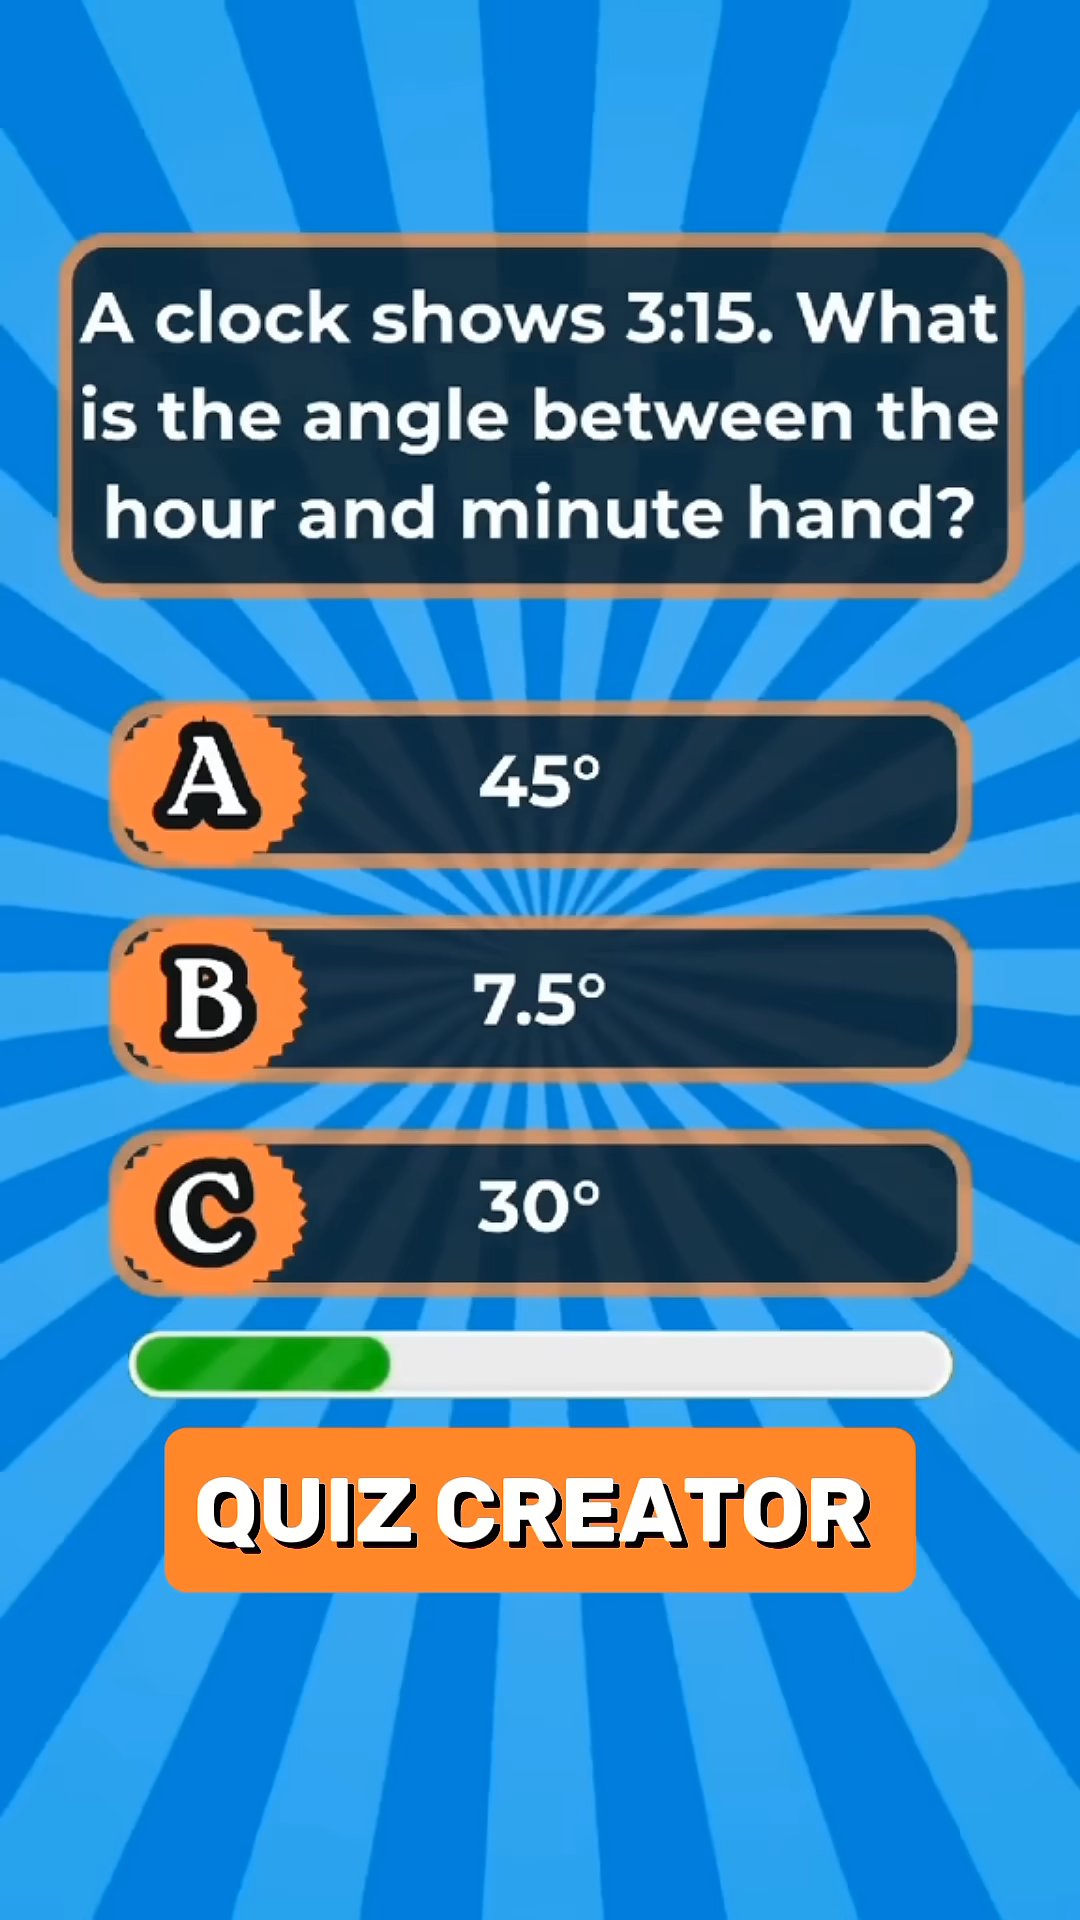 A clock shows 3:15. What
is the angle between the
hour and minute hand?
A 45°
B 7.5°
C 30°
QUIZ CREATOR